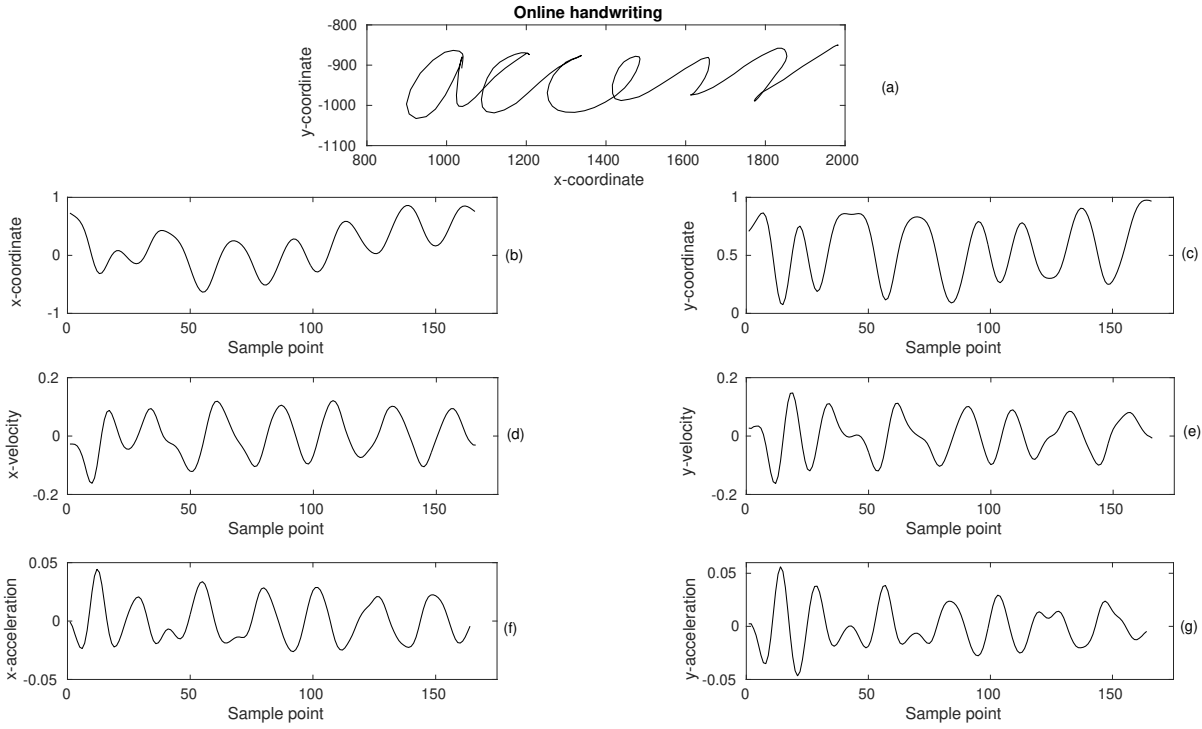 Online handwriting
-800
-900
-1000
-1100
y-coordinate
access
(a)
800 1000 1200 1400 1600 1800 2000
x-coordinate
1
0
-1
x-coordinate
(b)
0 50 100 150
Sample point
1
0.5
0
y-coordinate
(c)
0 50 100 150
Sample point
0.2
0
-0.2
x-velocity
(d)
0 50 100 150
Sample point
0.2
0
-0.2
y-velocity
(e)
0 50 100 150
Sample point
0.05
0
-0.05
x-acceleration
(f)
0 50 100 150
Sample point
0.05
0
-0.05
y-acceleration
(g)
0 50 100 150
Sample point